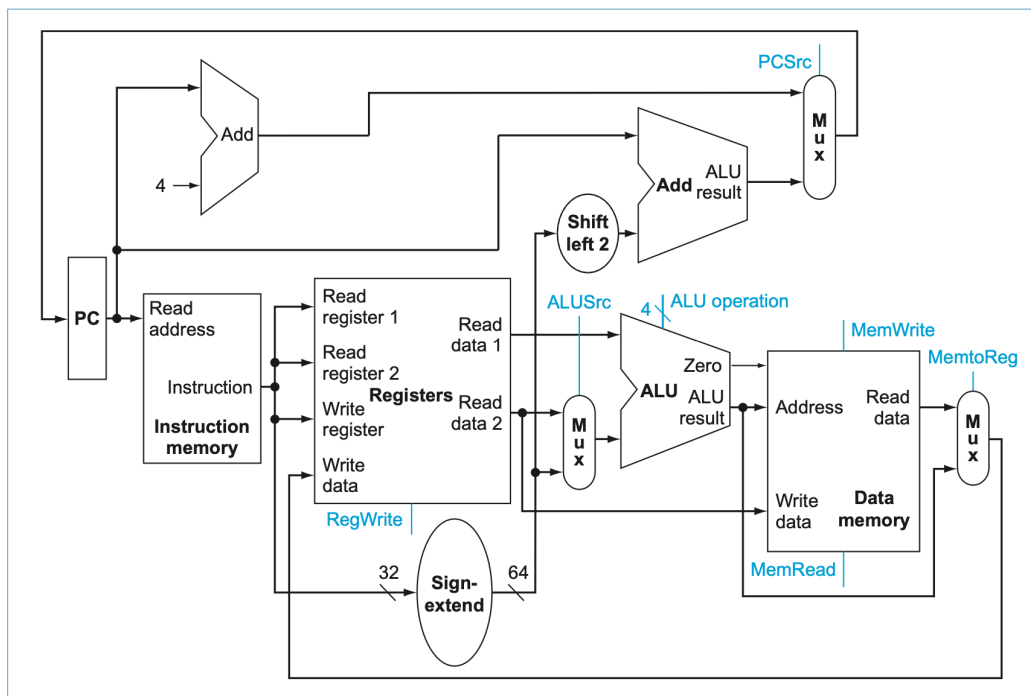 PCSrc
Add
4
M
u
x
Add
ALU
result
Shift
left 2
PC
Read
address
Instruction
Instruction
memory
Read
register 1
Read
register 2
Write
register
Write
data
Registers
Read
data 1
Read
data 2
RegWrite
ALUSrc
M
u
x
4
ALU operation
Zero
ALU
ALU
result
MemWrite
Address
Read
data
Write
data
Data
memory
MemRead
MemtoReg
M
u
x
32
Sign-
extend
64